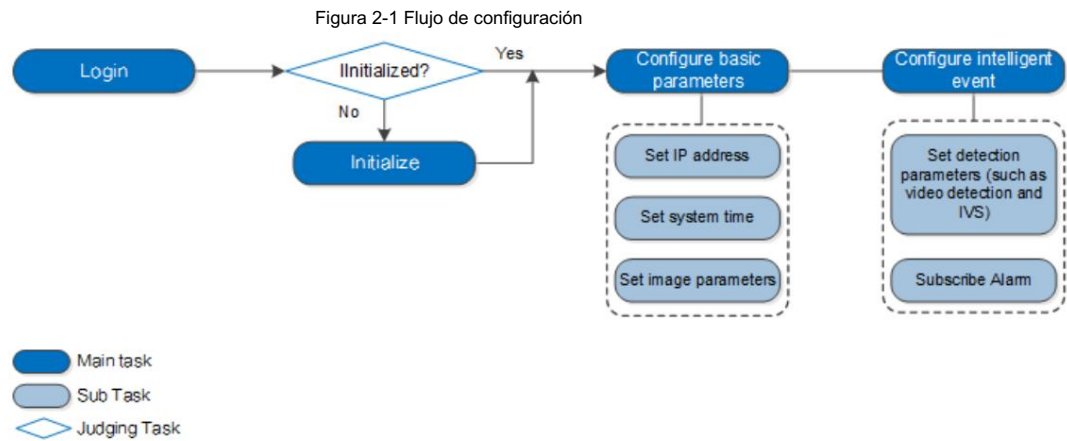 Figura 2-1 Flujo de configuración
Login
IInitialized?
Yes
No
Initialize
Configure basic
parameters
Set IP address
Set system time
Set image parameters
Configure intelligent
event
Set detection
parameters (such as
video detection and
IVS)
Subscribe Alarm
Main task
Sub Task
Judging Task